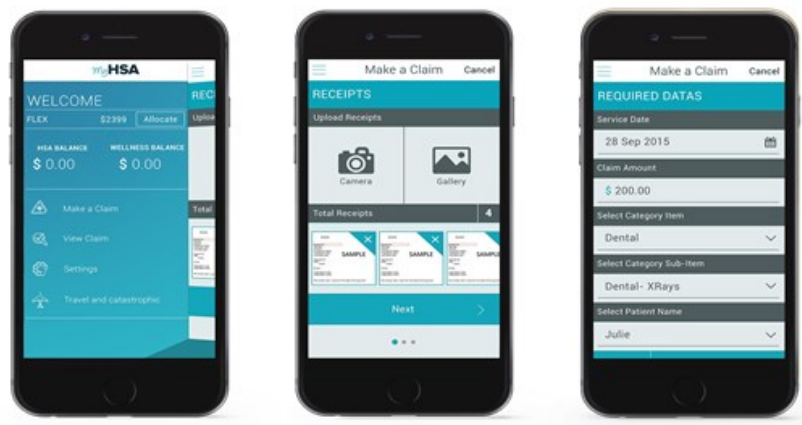 myHSA
WELCOME
FLEX $2399 Allocate
HSA BALANCE WELLNESS BALANCE
$ 0.00 $ 0.00
Make a Claim
View Claim
Settings
Travel and catastrophic
REC
Uploa
Total
Make a Claim Cancel
RECEIPTS
Upload Receipts
Camera Gallery
Total Receipts 4
SAMPLE SAMPLE SAMPL
Next
Make a Claim Cancel
REQUIRED DATAS
Service Date
28 Sep 2015
Claim Amount
$ 200.00
Select Category Item
Dental
Select Category Sub-Item
Dental- XRays
Select Patient Name
Julie